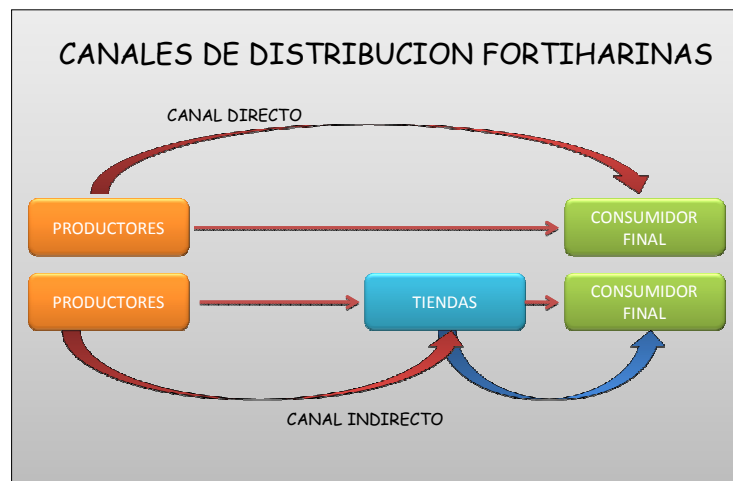 CANALES DE DISTRIBUCION FORTIHARINAS
CANAL DIRECTO
PRODUCTORES
CONSUMIDOR
FINAL
PRODUCTORES
TIENDAS
CONSUMIDOR
FINAL
CANAL INDIRECTO